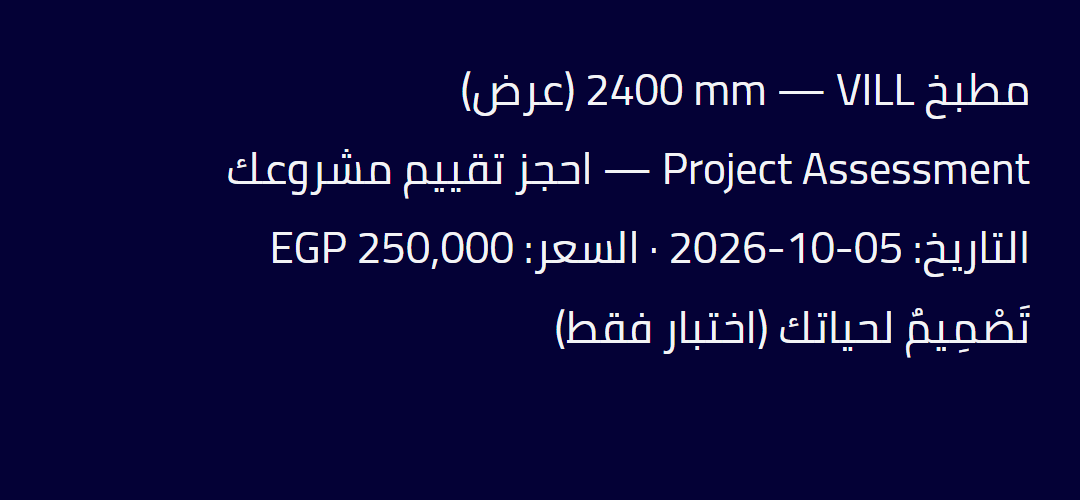 مطبخ VILL — 2400 mm (عرض)
Project Assessment — احجز تقييم مشروعك
التاريخ: 2026-10-05 · السعر: 250,000 EGP
تَصْمِيمٌ لحياتك (اختبار فقط)